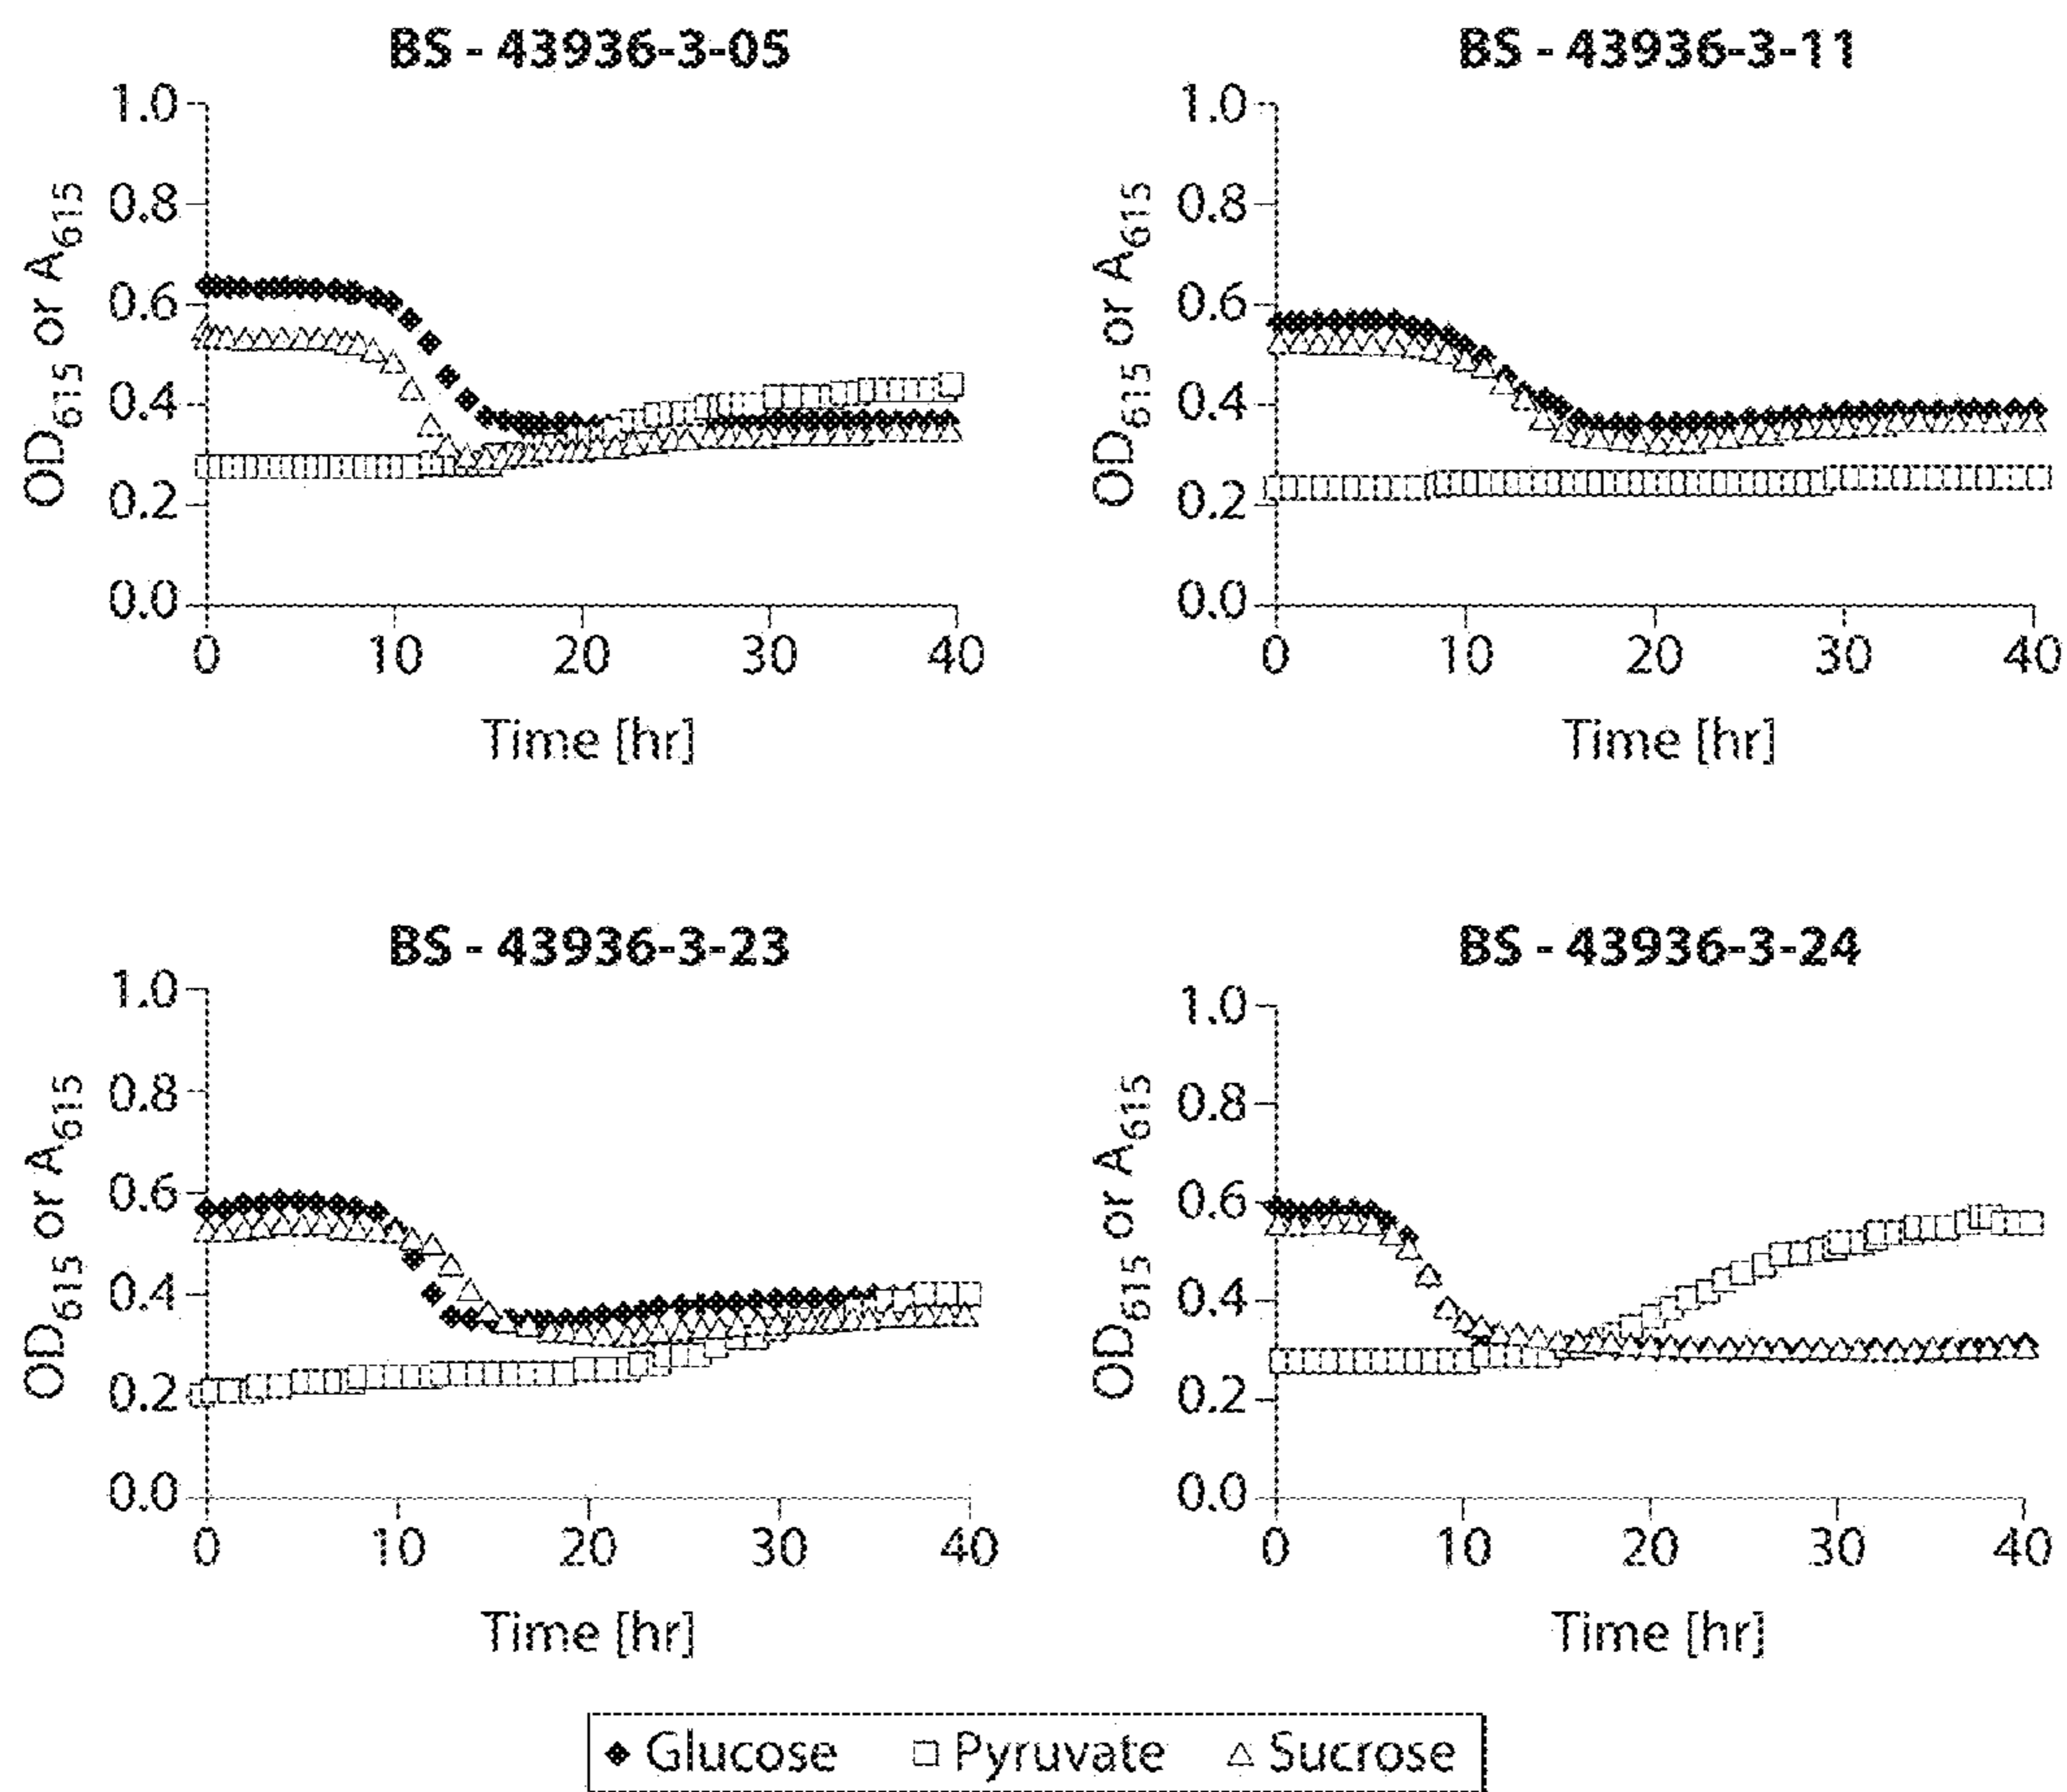 BS - 43936-3-05
1.0
0.8
0.6
0.4
0.2
0.0
OD615 or A615
0 10 20 30 40
Time [hr]
BS - 43936-3-11
1.0
0.8
0.6
0.4
0.2
0.0
OD615 or A615
0 10 20 30 40
Time [hr]
BS - 43936-3-23
1.0
0.8
0.6
0.4
0.2
0.0
OD615 or A615
0 10 20 30 40
Time [hr]
BS - 43936-3-24
1.0
0.8
0.6
0.4
0.2
0.0
OD615 or A615
0 10 20 30 40
Time [hr]
Glucose Pyruvate Sucrose